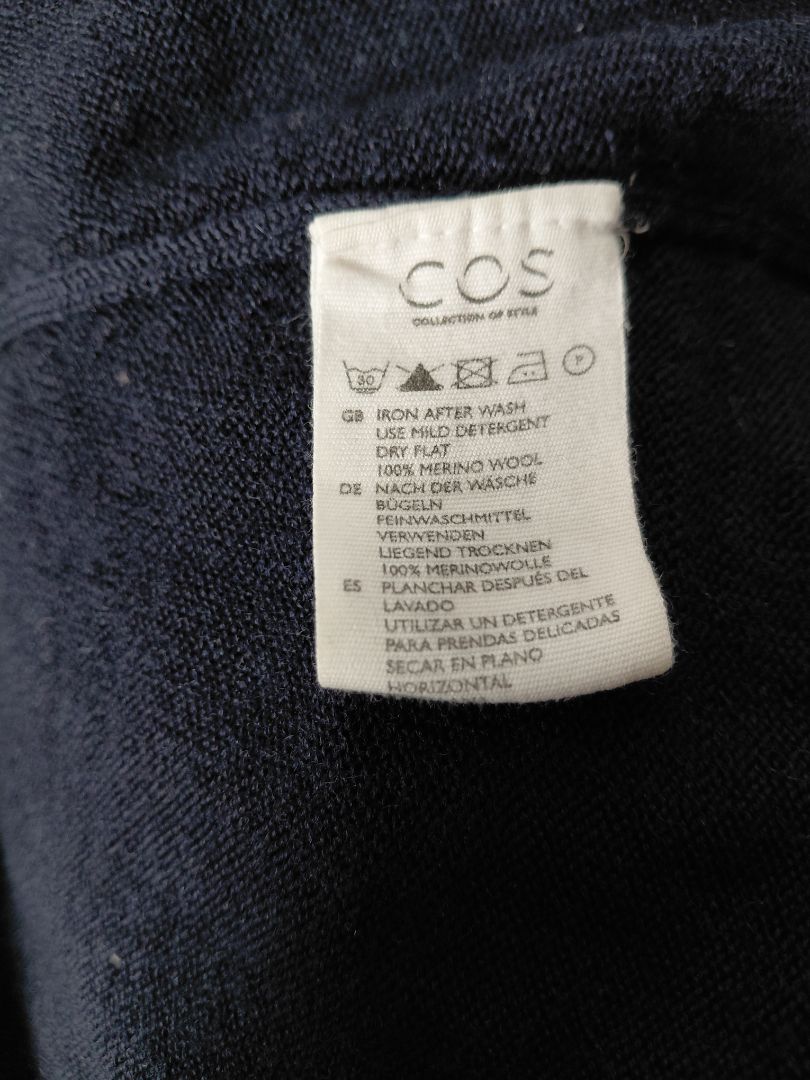 COS
COLLECTION OF STYLE
30 P
GB IRON AFTER WASH
USE MILD DETERGENT
DRY FLAT
100% MERINO WOOL
DE NACH DER WÄSCHE
BÜGELN
FEINWASCHMITTEL
VERWENDEN
LIEGEND TROCKNEN
100% MERINOWOLLE
ES PLANCHAR DESPUÉS DEL
LAVADO
UTILIZAR UN DETERGENTE
PARA PRENDAS DELICADAS
SECAR EN PLANO
HORIZONTAL